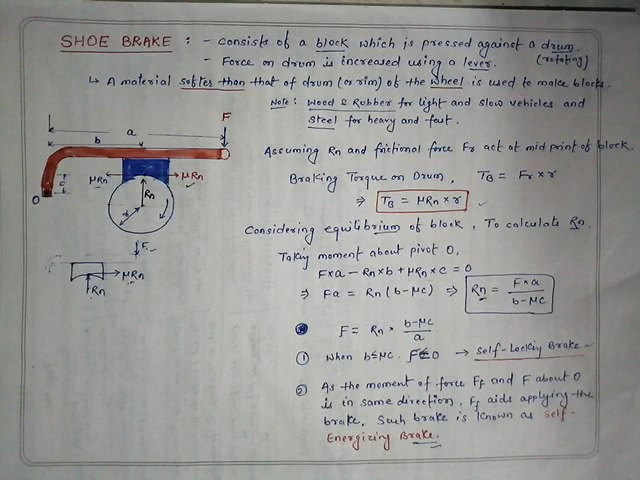 SHOE BRAKE : - consists of a block which is pressed against a drum.
(rotating)
- Force on drum is increased using a lever.
↳ A material softer than that of drum (or rim) of the wheel is used to make blocks.
Note: Wood & Rubber for light and slow vehicles and
steel for heavy and fast.
F
a
b
c
O
μRn
μRn
Rn
r
F
μRn
Rn
Assuming Rn and frictional force Fr act at mid print of block
Braking Torque on Drum, TB = Fr × r
⇒ TB = μRn × r
Considering equilibrium of block, To calculate Rn.
Taking moment about pivot O,
F×a - Rn×b + μRn × c = 0
⇒ Fa = Rn (b-μc) ⇒ Rn = F×a / b-μc
F = Rn × b-μc / a
① When b≤μc. F≤0 → Self-Locking Brake
② As the moment of force Ff and F about O
is in same direction, Ff aids applying the
brake. Such brake is known as self-
Energizing Brake.